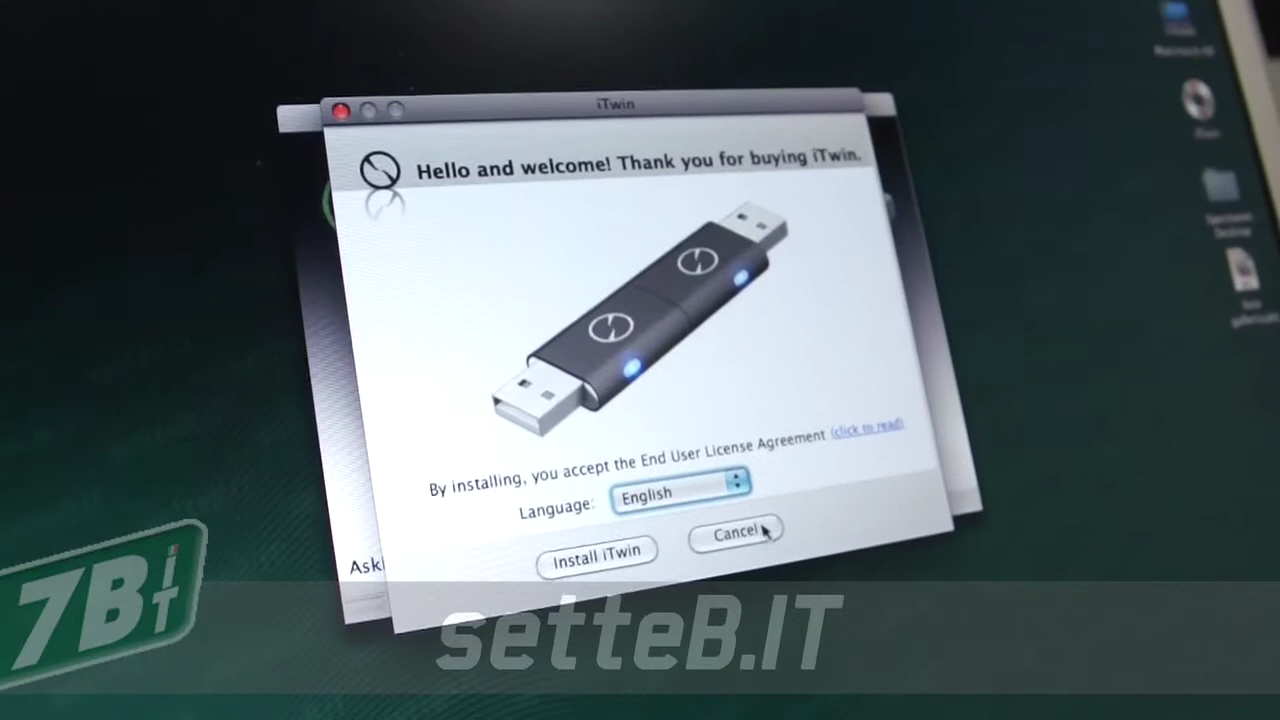 iTwin
Hello and welcome! Thank you for buying iTwin.
By installing, you accept the End User License Agreement (click to read)
Language: English
Install iTwin
Cancel
7B
IT
setteB.IT